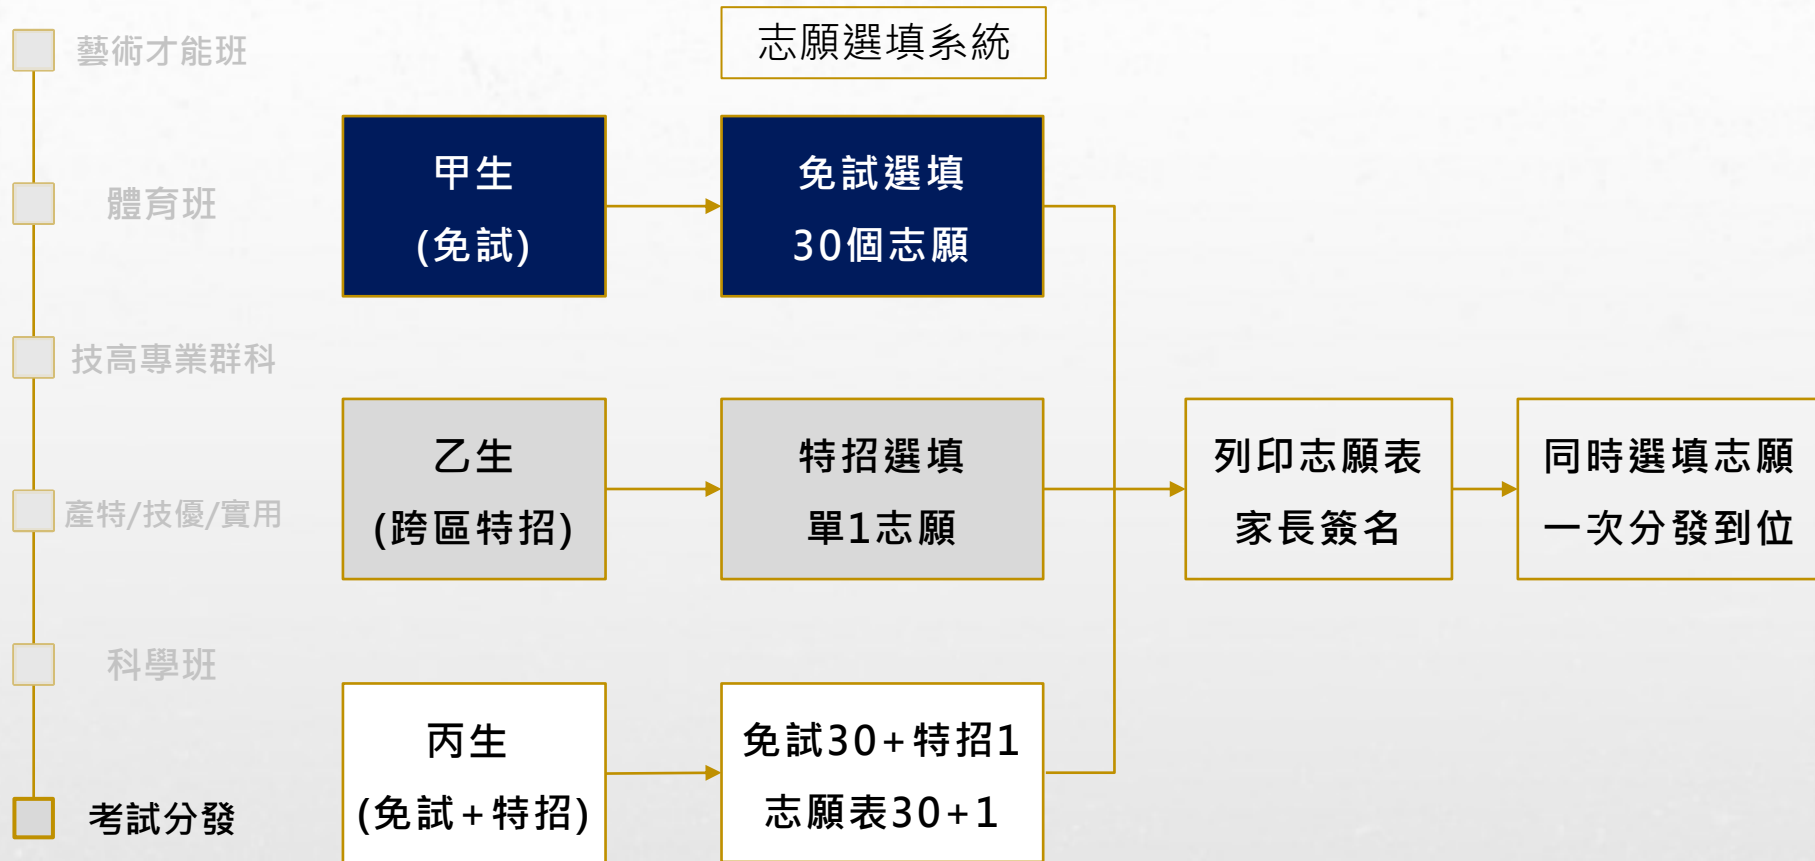 志願選填系統
藝術才能班
體育班
技高專業群科
產特/技優/實用
科學班
考試分發
甲生
(免試)
免試選填
30個志願
乙生
(跨區特招)
特招選填
單1志願
丙生
(免試+特招)
免試30+特招1
志願表30+1
列印志願表
家長簽名
同時選填志願
一次分發到位